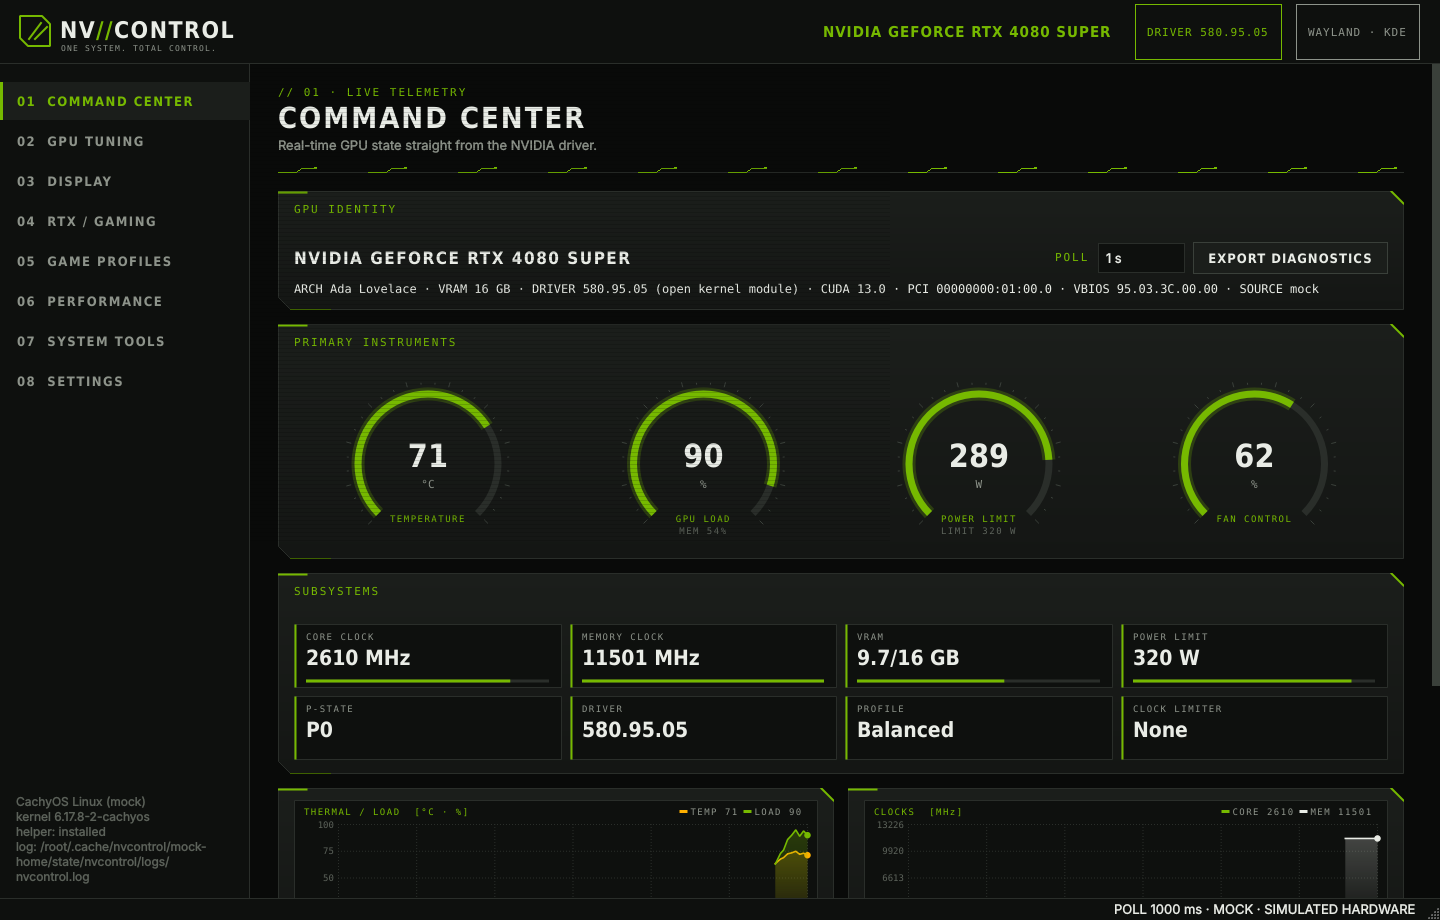 NV//CONTROL
ONE SYSTEM. TOTAL CONTROL.
NVIDIA GEFORCE RTX 4080 SUPER
DRIVER 580.95.05
WAYLAND · KDE
01 COMMAND CENTER
02 GPU TUNING
03 DISPLAY
04 RTX / GAMING
05 GAME PROFILES
06 PERFORMANCE
07 SYSTEM TOOLS
08 SETTINGS
CachyOS Linux (mock)
kernel 6.17.8-2-cachyos
helper: installed
log: /root/.cache/nvcontrol/mock-
home/state/nvcontrol/logs/
nvcontrol.log
// 01 · LIVE TELEMETRY
COMMAND CENTER
Real-time GPU state straight from the NVIDIA driver.
GPU IDENTITY
NVIDIA GEFORCE RTX 4080 SUPER
POLL
1 s
EXPORT DIAGNOSTICS
ARCH Ada Lovelace · VRAM 16 GB · DRIVER 580.95.05 (open kernel module) · CUDA 13.0 · PCI 00000000:01:00.0 · VBIOS 95.03.3C.00.00 · SOURCE mock
PRIMARY INSTRUMENTS
71
°C
TEMPERATURE
90
%
GPU LOAD
MEM 54%
289
W
POWER LIMIT
LIMIT 320 W
62
%
FAN CONTROL
SUBSYSTEMS
CORE CLOCK
2610 MHz
MEMORY CLOCK
11501 MHz
VRAM
9.7/16 GB
POWER LIMIT
320 W
P-STATE
P0
DRIVER
580.95.05
PROFILE
Balanced
CLOCK LIMITER
None
THERMAL / LOAD [°C · %]
TEMP 71
LOAD 90
100
75
50
CLOCKS [MHz]
CORE 2610
MEM 11501
13226
9920
6613
POLL 1000 ms · MOCK · SIMULATED HARDWARE